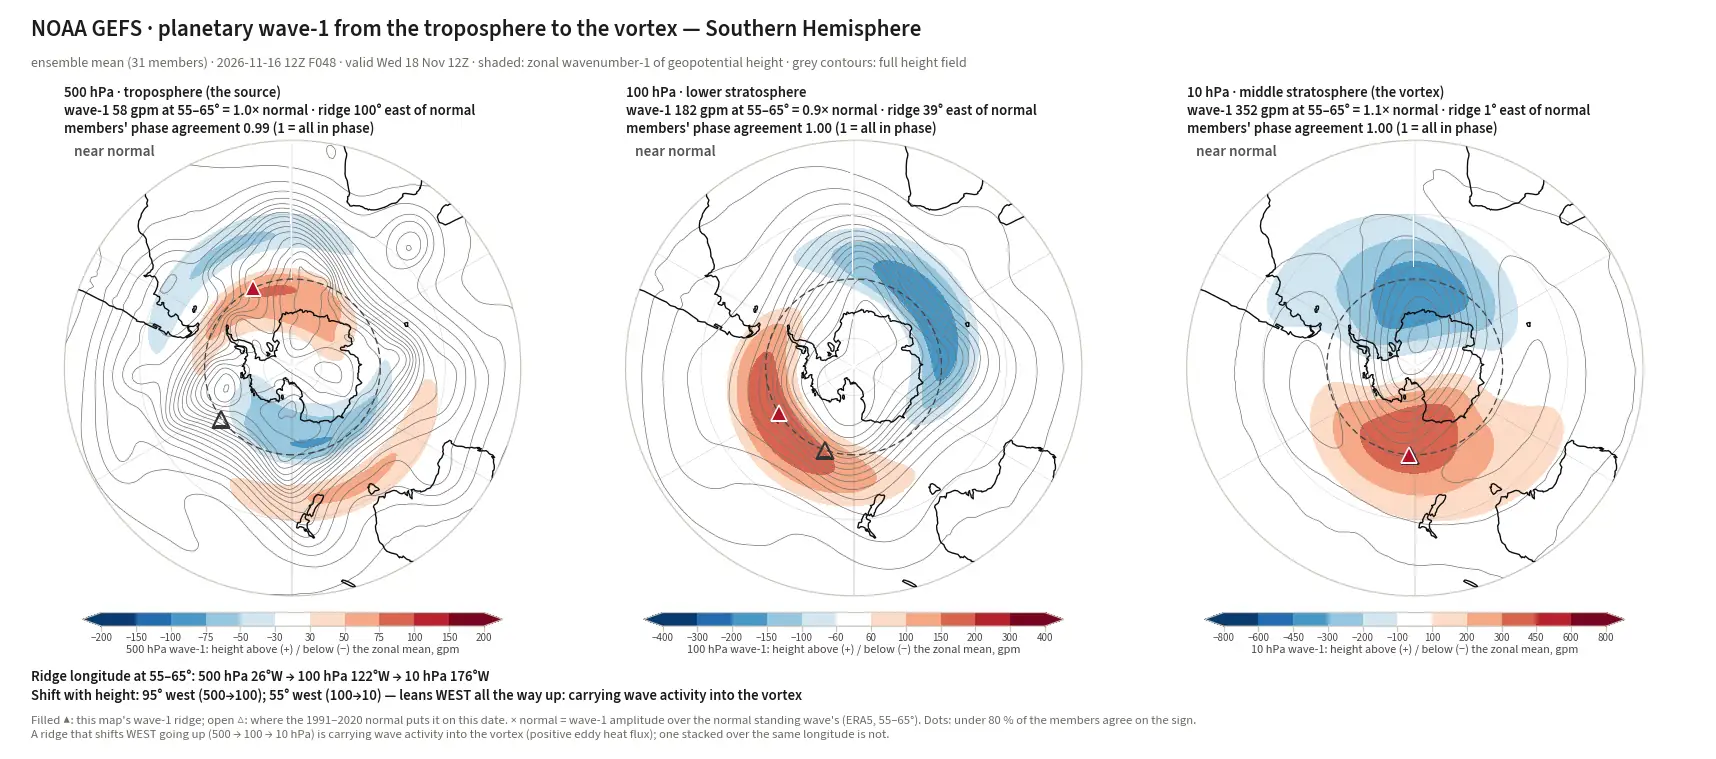 NOAA GEFS · planetary wave-1 from the troposphere to the vortex — Southern Hemisphere
ensemble mean (31 members) · 2026-11-16 12Z F048 · valid Wed 18 Nov 12Z · shaded: zonal wavenumber-1 of geopotential height · grey contours: full height field
500 hPa · troposphere (the source)
wave-1 58 gpm at 55–65° = 1.0× normal · ridge 100° east of normal
members' phase agreement 0.99 (1 = all in phase)
near normal
100 hPa · lower stratosphere
wave-1 182 gpm at 55–65° = 0.9× normal · ridge 39° east of normal
members' phase agreement 1.00 (1 = all in phase)
near normal
10 hPa · middle stratosphere (the vortex)
wave-1 352 gpm at 55–65° = 1.1× normal · ridge 1° east of normal
members' phase agreement 1.00 (1 = all in phase)
near normal
−200 −150 −100 −75 −50 −30 30 50 75 100 150 200
500 hPa wave-1: height above (+) / below (−) the zonal mean, gpm
−400 −300 −200 −150 −100 −60 60 100 150 200 300 400
100 hPa wave-1: height above (+) / below (−) the zonal mean, gpm
−800 −600 −450 −300 −200 −100 100 200 300 450 600 800
10 hPa wave-1: height above (+) / below (−) the zonal mean, gpm
Ridge longitude at 55–65°: 500 hPa 26°W → 100 hPa 122°W → 10 hPa 176°W
Shift with height: 95° west (500→100); 55° west (100→10) — leans WEST all the way up: carrying wave activity into the vortex
Filled ▲: this map's wave-1 ridge; open △: where the 1991–2020 normal puts it on this date. × normal = wave-1 amplitude over the normal standing wave's (ERA5, 55–65°). Dots: under 80 % of the members agree on the sign.
A ridge that shifts WEST going up (500 → 100 → 10 hPa) is carrying wave activity into the vortex (positive eddy heat flux); one stacked over the same longitude is not.